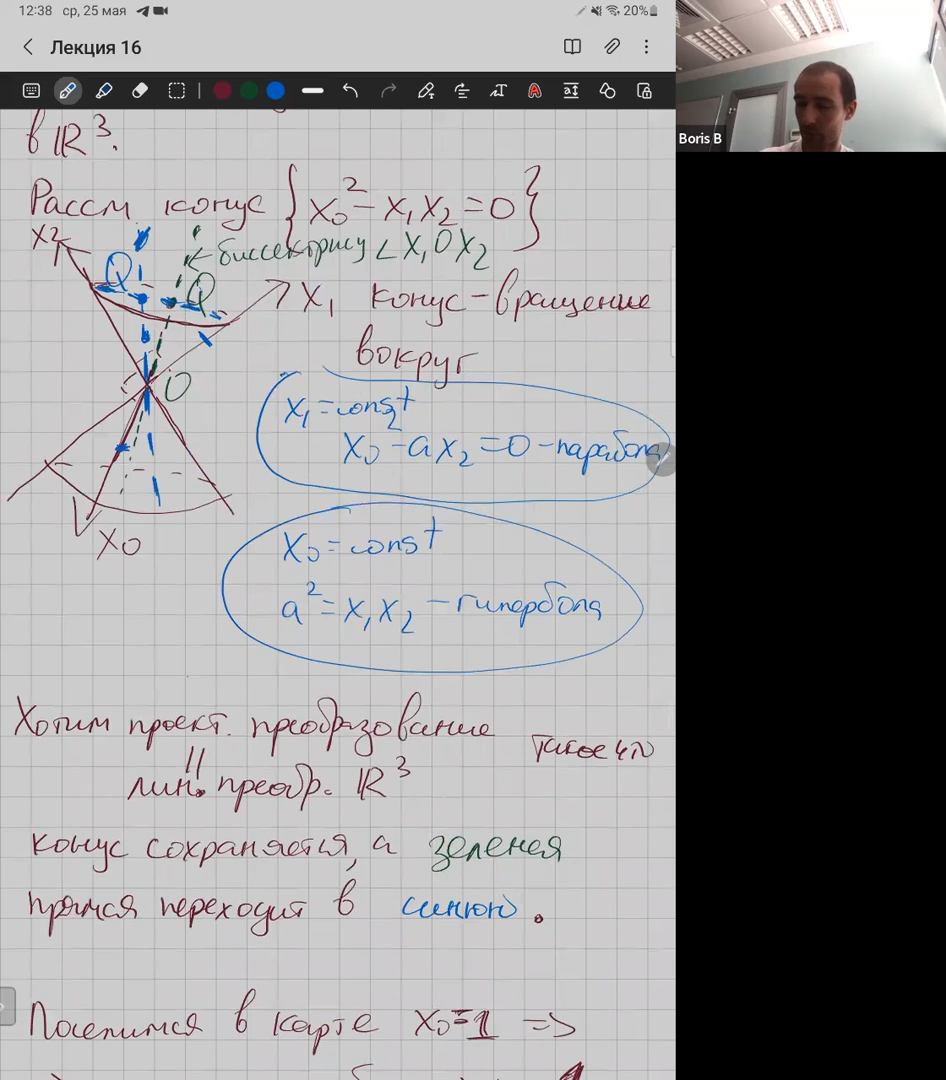 12:38 ср, 25 мая
20%
Лекция 16
Boris B
в ℝ³.
Рассм. конус {x₀² - x₁x₂ = 0}
x₂
биссектрису ∠ x₁Ox₂
Q' Q
x₁ конус - вращение
вокруг
O
x₁ = const
x₀² - ax₂ = 0 - парабола
x₀
x₀ = const
a² = x₁x₂ - гипербола
Хотим проект. преобразование такое что
||
лин. преобр. ℝ³
конус сохраняется, а зеленая
прямая переходит в синюю.
Поселимся в карте x₀ = 1 =>